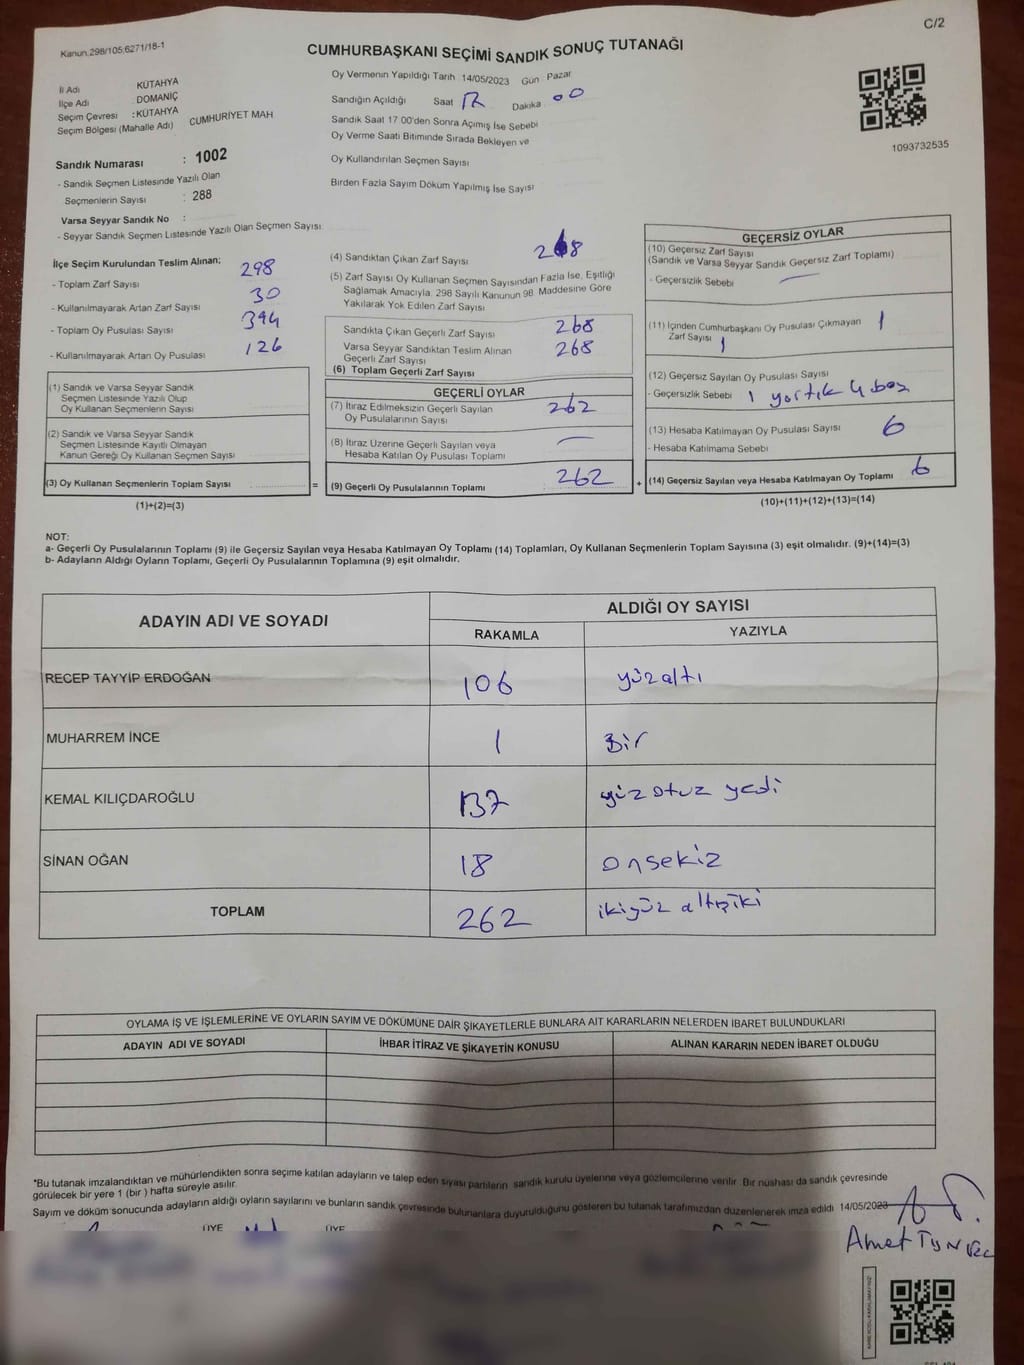 C/2
Kanun.298/105;6271/18-1
CUMHURBAŞKANI SEÇİMİ SANDIK SONUÇ TUTANAĞI
İl Adı KÜTAHYA
İlçe Adı : DOMANİÇ
Seçim Çevresi : KÜTAHYA
Seçim Bölgesi (Mahalle Adı) CUMHURİYET MAH
Sandık Numarası : 1002
- Sandık Seçmen Listesinde Yazılı Olan
Seçmenlerin Sayısı : 288
Varsa Seyyar Sandık No :
- Seyyar Sandık Seçmen Listesinde Yazılı Olan Seçmen Sayısı:
Oy Vermenin Yapıldığı Tarih 14/05/2023 Gün Pazar
Sandığın Açıldığı Saat Dakika 00
Sandık Saat 17.00'den Sonra Açımış İse Sebebi
Oy Verme Saati Bitiminde Sırada Bekleyen ve
Oy Kullandırılan Seçmen Sayısı
Birden Fazla Sayım Döküm Yapılmış İse Sayısı
1093732535
İlçe Seçim Kurulundan Teslim Alınan;
- Toplam Zarf Sayısı 298
- Kullanılmayarak Artan Zarf Sayısı 30
- Toplam Oy Pusulası Sayısı 394
- Kullanılmayarak Artan Oy Pusulası 126
(1) Sandık ve Varsa Seyyar Sandık
Seçmen Listesinde Yazılı Olup
Oy Kullanan Seçmenlerin Sayısı
(2) Sandık ve Varsa Seyyar Sandık
Seçmen Listesinde Kayıtlı Olmayan
Kanun Gereği Oy Kullanan Seçmen Sayısı
(3) Oy Kullanan Seçmenlerin Toplam Sayısı =
(1)+(2)=(3)
(4) Sandıktan Çıkan Zarf Sayısı 268
(5) Zarf Sayısı Oy Kullanan Seçmen Sayısından Fazla İse, Eşitliği
Sağlamak Amacıyla, 298 Sayılı Kanunun 98. Maddesine Göre
Yakılarak Yok Edilen Zarf Sayısı
Sandıkta Çıkan Geçerli Zarf Sayısı 268
Varsa Seyyar Sandıktan Teslim Alınan
Geçerli Zarf Sayısı 268
(6) Toplam Geçerli Zarf Sayısı
GEÇERLİ OYLAR
(7) İtiraz Edilmeksizin Geçerli Sayılan
Oy Pusulalarının Sayısı 262
(8) İtiraz Üzerine Geçerli Sayılan veya
Hesaba Katılan Oy Pusulası Toplamı —
(9) Geçerli Oy Pusulalarının Toplamı 262 +
GEÇERSİZ OYLAR
(10) Geçersiz Zarf Sayısı
(Sandık ve Varsa Seyyar Sandık Geçersiz Zarf Toplamı)
- Geçersizlik Sebebi —
(11) İçinden Cumhurbaşkanı Oy Pusulası Çıkmayan 1
Zarf Sayısı 1
(12) Geçersiz Sayılan Oy Pusulası Sayısı
- Geçersizlik Sebebi 1 yırtık 4 boş
(13) Hesaba Katılmayan Oy Pusulası Sayısı 6
- Hesaba Katılmama Sebebi
(14) Geçersiz Sayılan veya Hesaba Katılmayan Oy Toplamı 6
(10)+(11)+(12)+(13)=(14)
NOT:
a- Geçerli Oy Pusulalarının Toplamı (9) ile Geçersiz Sayılan veya Hesaba Katılmayan Oy Toplamı (14) Toplamları, Oy Kullanan Seçmenlerin Toplam Sayısına (3) eşit olmalıdır. (9)+(14)=(3)
b- Adayların Aldığı Oyların Toplamı, Geçerli Oy Pusulalarının Toplamına (9) eşit olmalıdır.
ADAYIN ADI VE SOYADI ALDIĞI OY SAYISI
RAKAMLA YAZIYLA
RECEP TAYYİP ERDOĞAN 106 yüzaltı
MUHARREM İNCE 1 Bir
KEMAL KILIÇDAROĞLU 137 yüz otuz yedi
SİNAN OĞAN 18 onsekiz
TOPLAM 262 ikiyüz altmışiki
OYLAMA İŞ VE İŞLEMLERİNE VE OYLARIN SAYIM VE DÖKÜMÜNE DAİR ŞİKAYETLERLE BUNLARA AİT KARARLARIN NELERDEN İBARET BULUNDUKLARI
ADAYIN ADI VE SOYADI İHBAR İTİRAZ VE ŞİKAYETİN KONUSU ALINAN KARARIN NEDEN İBARET OLDUĞU
*Bu tutanak imzalandıktan ve mühürlendikten sonra seçime katılan adayların ve talep eden siyasi partilerin sandık kurulu üyelerine veya gözlemcilerine verilir. Bir nüshası da sandık çevresinde
görülecek bir yere 1 (bir ) hafta süreyle asılır.
Sayım ve döküm sonucunda adayların aldığı oyların sayılarını ve bunların sandık çevresinde bulunanlara duyurulduğunu gösteren bu tutanak tarafımızdan düzenlenerek imza edildi 14/05/2023
ÜYE ÜYE
Ahmet